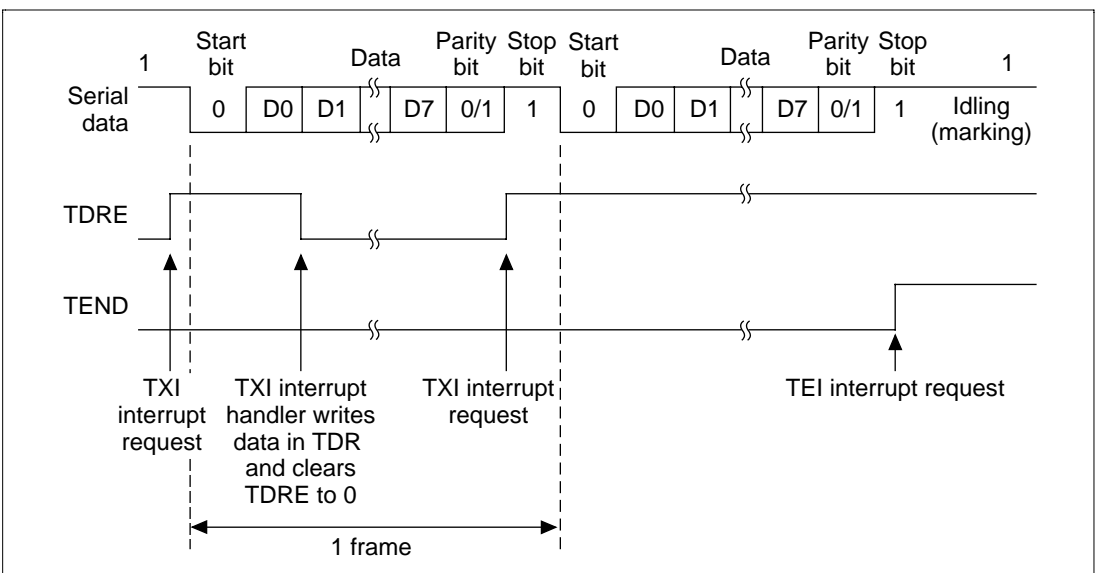 1 Start bit Data Parity bit Stop bit Start bit Data Parity bit Stop bit 1
Serial data 0 D0 D1 D7 0/1 1 0 D0 D1 D7 0/1 1 Idling (marking)
TDRE
TEND
TXI interrupt request
TXI interrupt handler writes data in TDR and clears TDRE to 0
TXI interrupt request
TEI interrupt request
1 frame